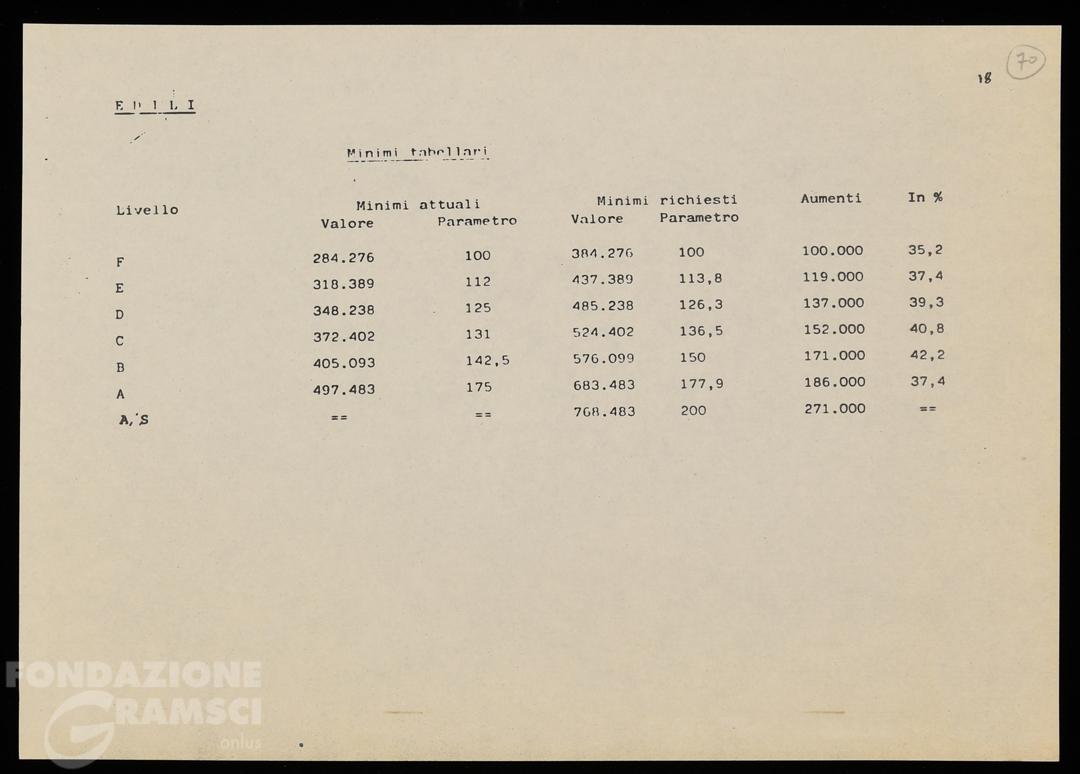 70
18
E D I L I
Minimi tabellari
Livello Minimi attuali Minimi richiesti Aumenti In %
Valore Parametro Valore Parametro
F 284.276 100 384.276 100 100.000 35,2
E 318.389 112 437.389 113,8 119.000 37,4
D 348.238 125 485.238 126,3 137.000 39,3
C 372.402 131 524.402 136,5 152.000 40,8
B 405.093 142,5 576.099 150 171.000 42,2
A 497.483 175 683.483 177,9 186.000 37,4
A,S == == 768.483 200 271.000 ==
FONDAZIONE
GRAMSCI
onlus